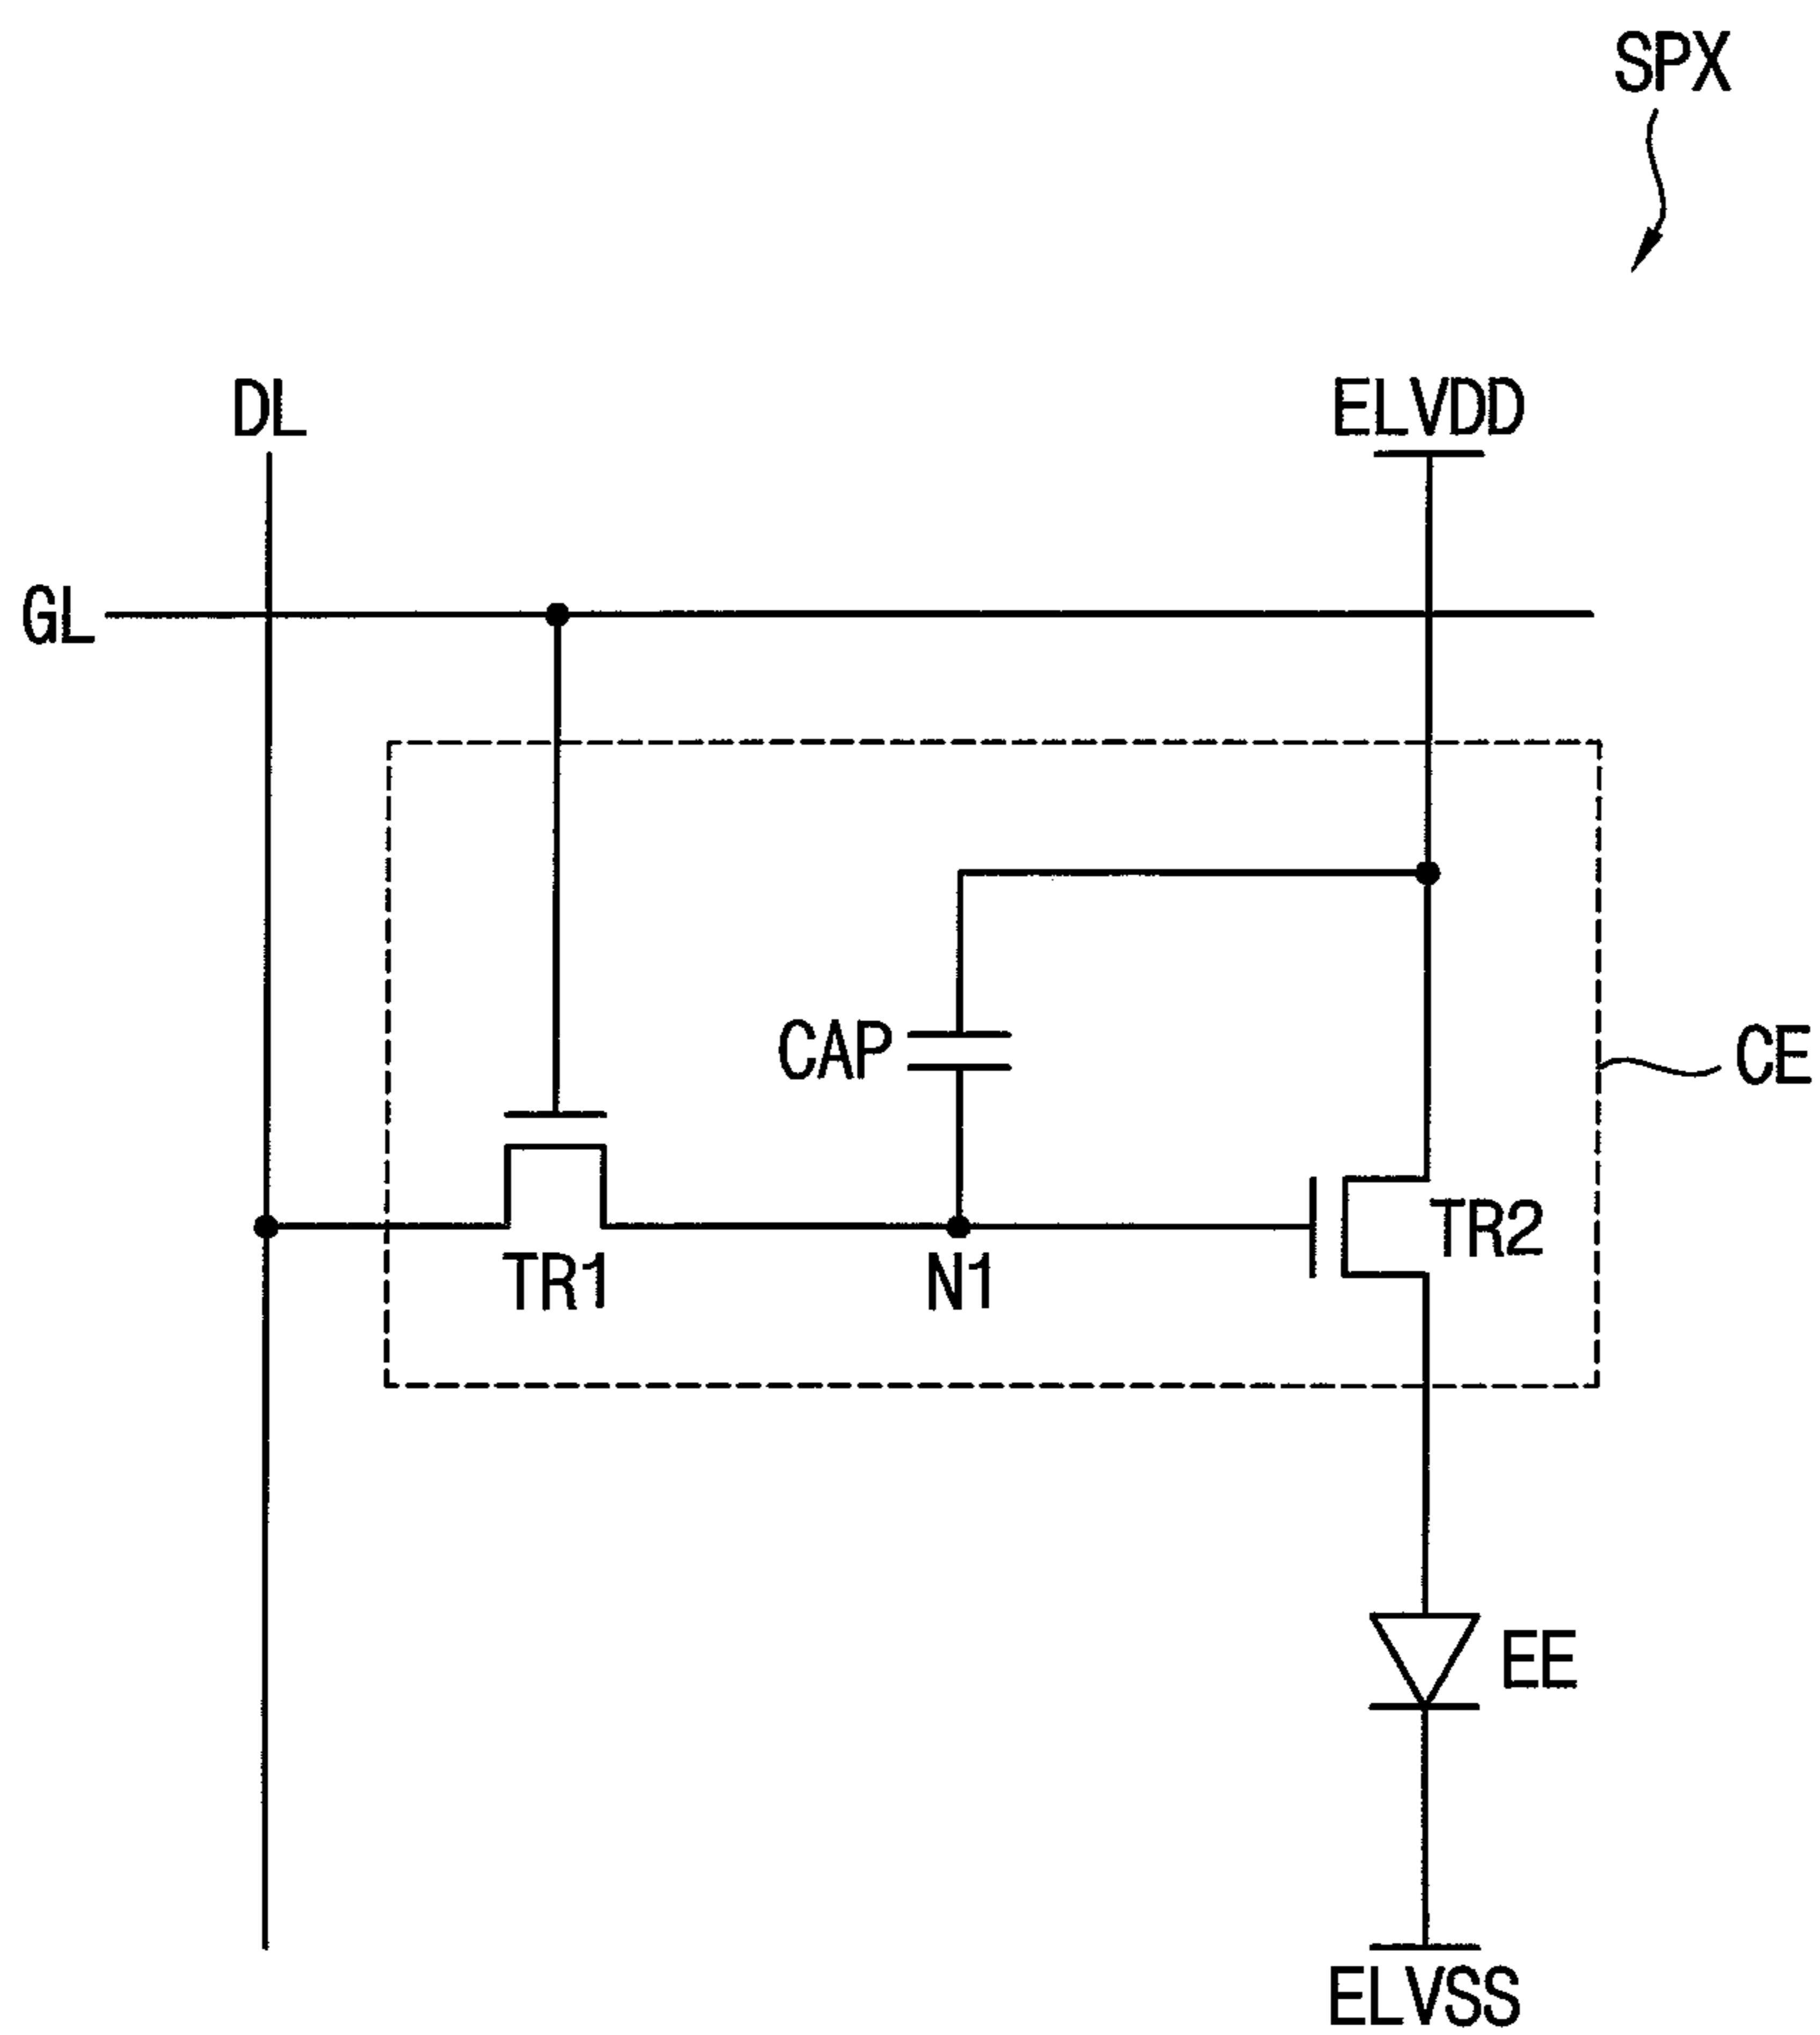 SPX
DL
ELVDD
GL
CAP
CE
TR1
N1
TR2
EE
ELVSS